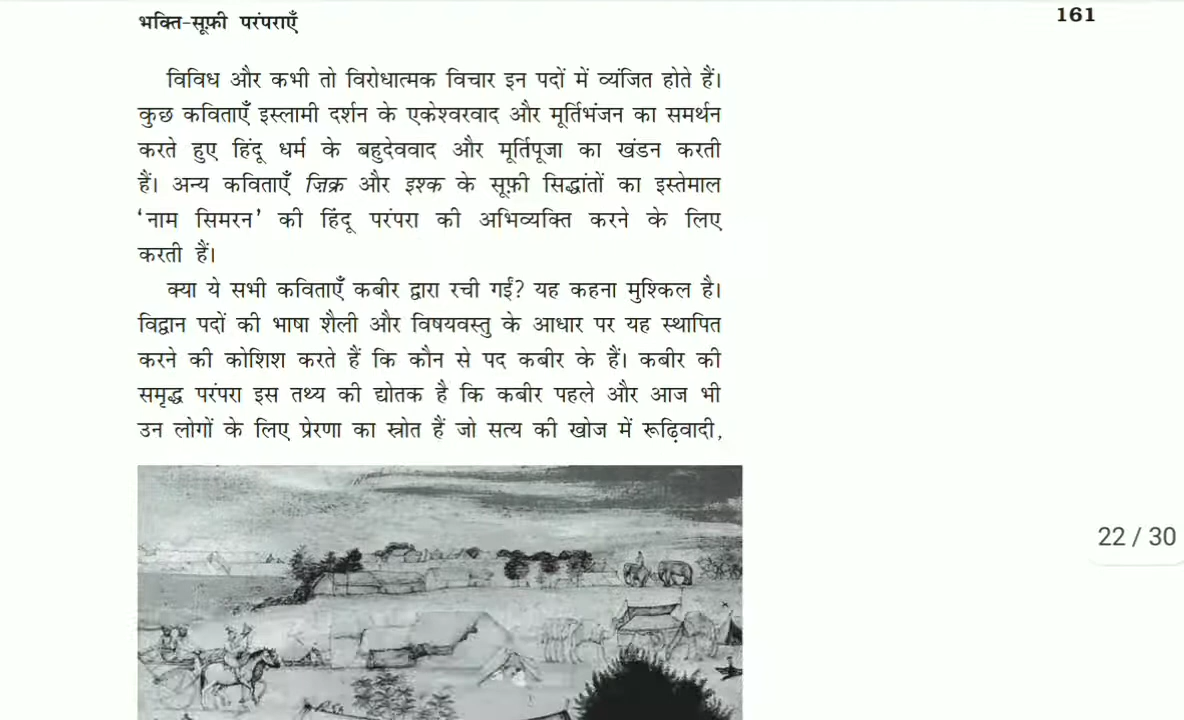 भक्ति-सूफ़ी परंपराएँ
161
विविध और कभी तो विरोधात्मक विचार इन पदों में व्यंजित होते हैं।
कुछ कविताएँ इस्लामी दर्शन के एकेश्वरवाद और मूर्तिभंजन का समर्थन
करते हुए हिंदू धर्म के बहुदेववाद और मूर्तिपूजा का खंडन करती
हैं। अन्य कविताएँ जिक्र और इश्क के सूफ़ी सिद्धांतों का इस्तेमाल
‘नाम सिमरन’ की हिंदू परंपरा की अभिव्यक्ति करने के लिए
करती हैं।
क्या ये सभी कविताएँ कबीर द्वारा रची गईं? यह कहना मुश्किल है।
विद्वान पदों की भाषा शैली और विषयवस्तु के आधार पर यह स्थापित
करने की कोशिश करते हैं कि कौन से पद कबीर के हैं। कबीर की
समृद्ध परंपरा इस तथ्य की द्योतक है कि कबीर पहले और आज भी
उन लोगों के लिए प्रेरणा का स्रोत हैं जो सत्य की खोज में रूढ़िवादी,
22 / 30